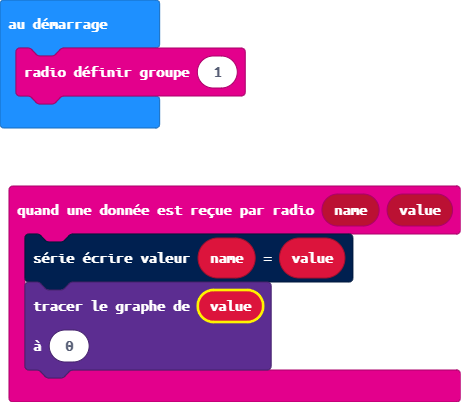 au démarrage
radio définir groupe 1
quand une donnée est reçue par radio name value
série écrire valeur name = value
tracer le graphe de value
à 0